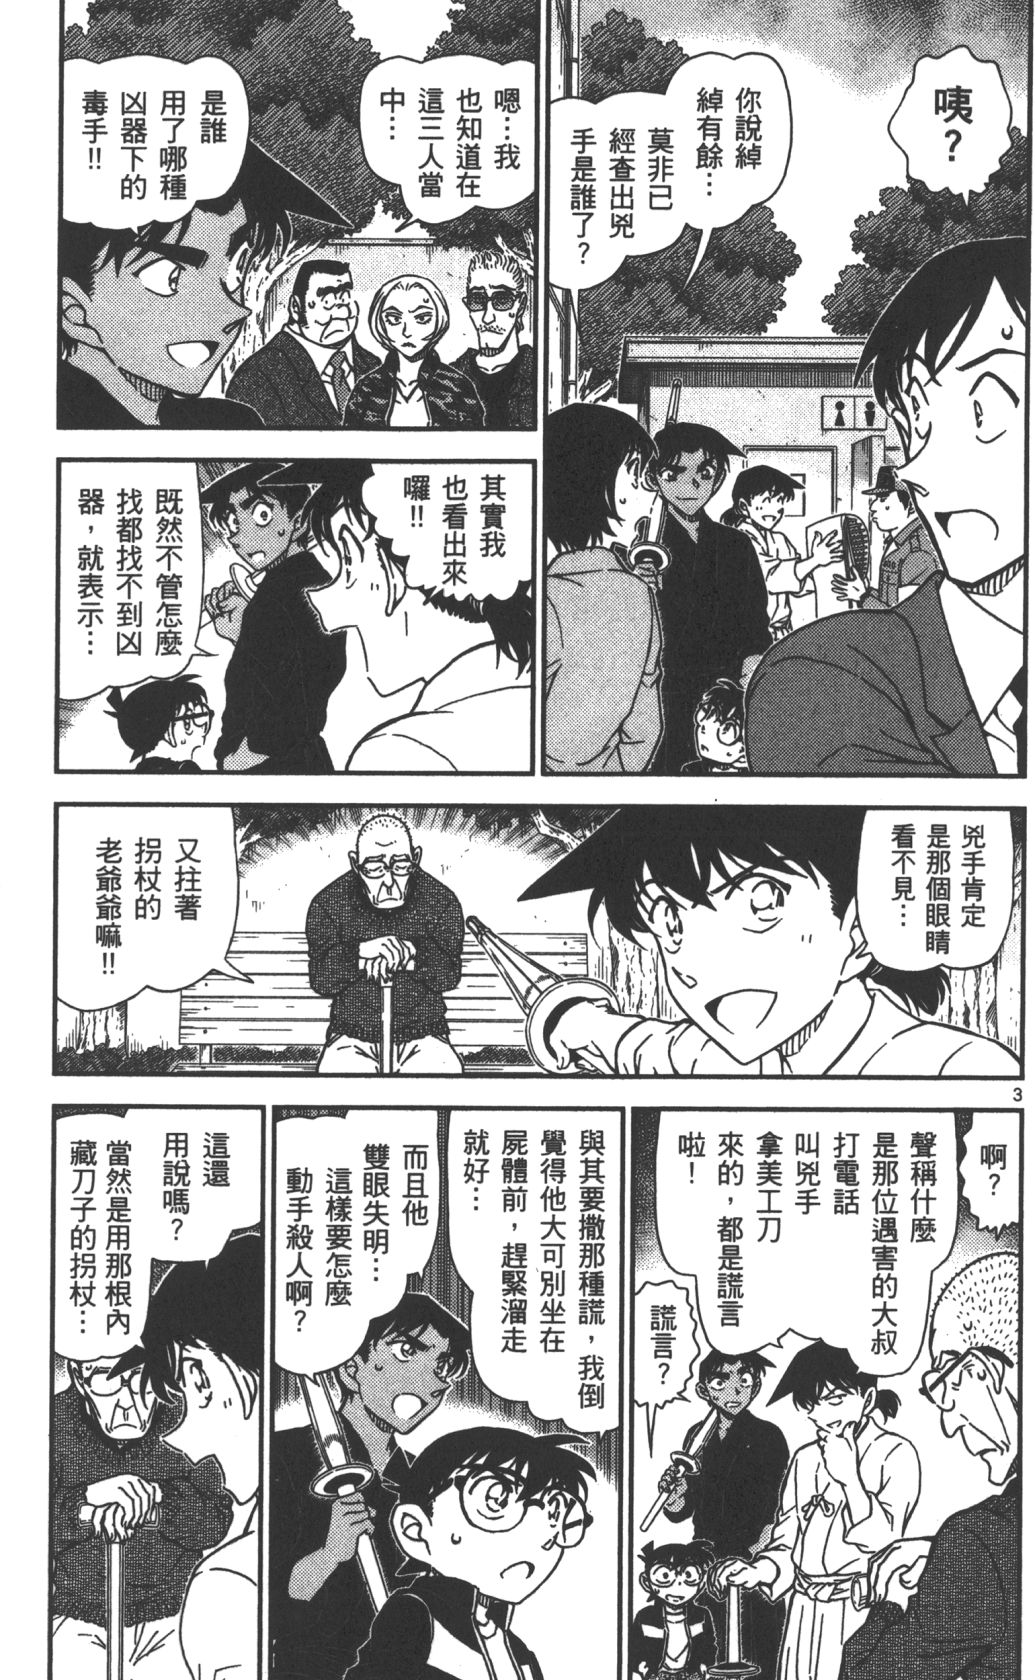 咦？
你說綽
綽有餘…
莫非已
經查出兇
手是誰了？
嗯…我
也知道在
這三人當
中…
是誰
用了哪種
凶器下的
毒手!!
其實我
也看出來
囉!!
既然不管怎麼
找都找不到凶
器，就表示…
兇手肯定
是那個眼睛
看不見…
又拄著
拐杖的
老爺爺嘛!!
3
啊？
聲稱什麼
是那位遇害的大叔
打電話
叫兇手
拿美工刀
來的，都是謊言
啦！
謊言？
與其要撒那種謊，我倒
覺得他大可別坐在
屍體前，趕緊溜走
就好…
而且他
雙眼失明…
這樣要怎麼
動手殺人啊？
這還
用說嗎？
當然是用那根內
藏刀子的拐杖…